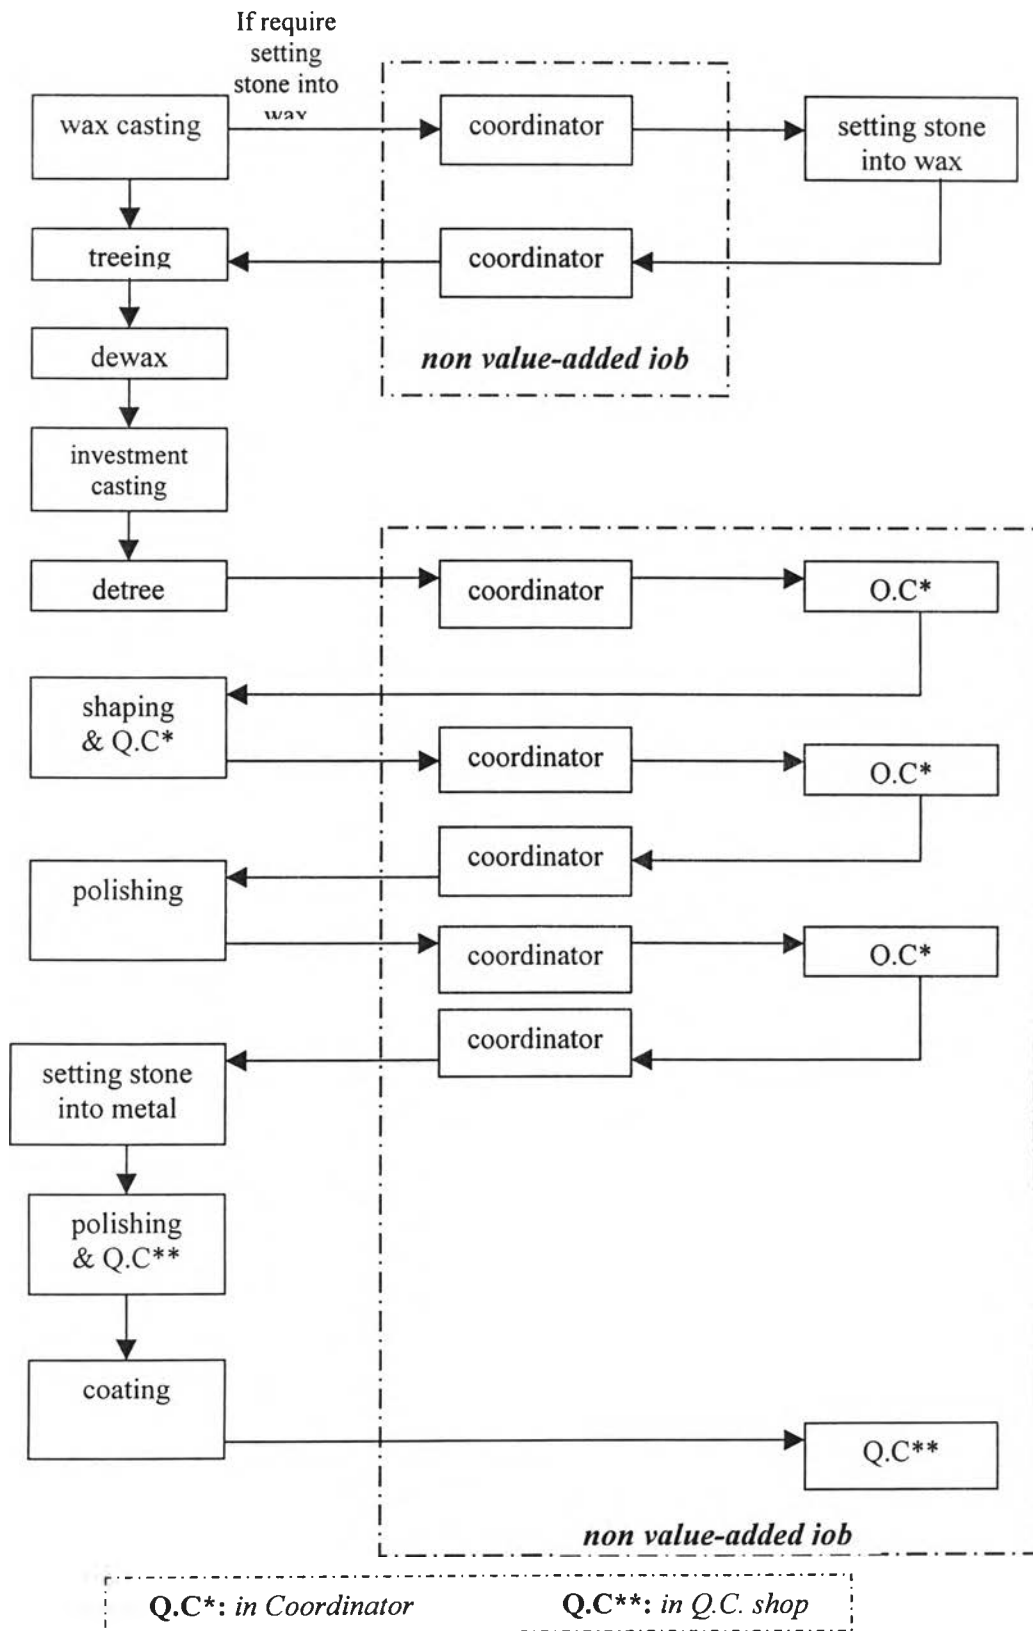 If require
setting
stone into
wax
wax casting
coordinator
setting stone
into wax
treeing
coordinator
dewax
non value-added iob
investment
casting
detree
coordinator
O.C*
shaping
& Q.C*
coordinator
O.C*
coordinator
polishing
coordinator
O.C*
coordinator
setting stone
into metal
polishing
& Q.C**
coating
Q.C**
non value-added iob
Q.C*: in Coordinator
Q.C**: in Q.C. shop